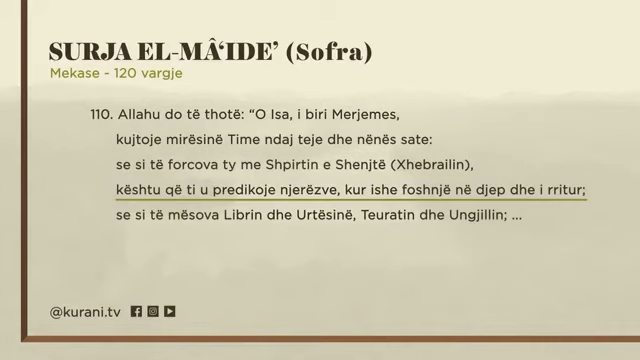 SURJA EL-MÂ‘IDE’ (Sofra)
Mekase - 120 vargje
110. Allahu do të thotë: “O Isa, i biri Merjemes,
kujtoje mirësinë Time ndaj teje dhe nënës sate:
se si të forcova ty me Shpirtin e Shenjtë (Xhebrailin),
kështu që ti u predikoje njerëzve, kur ishe foshnjë në djep dhe i rritur;
se si të mësova Librin dhe Urtësinë, Teuratin dhe Ungjillin; ...
@kurani.tv